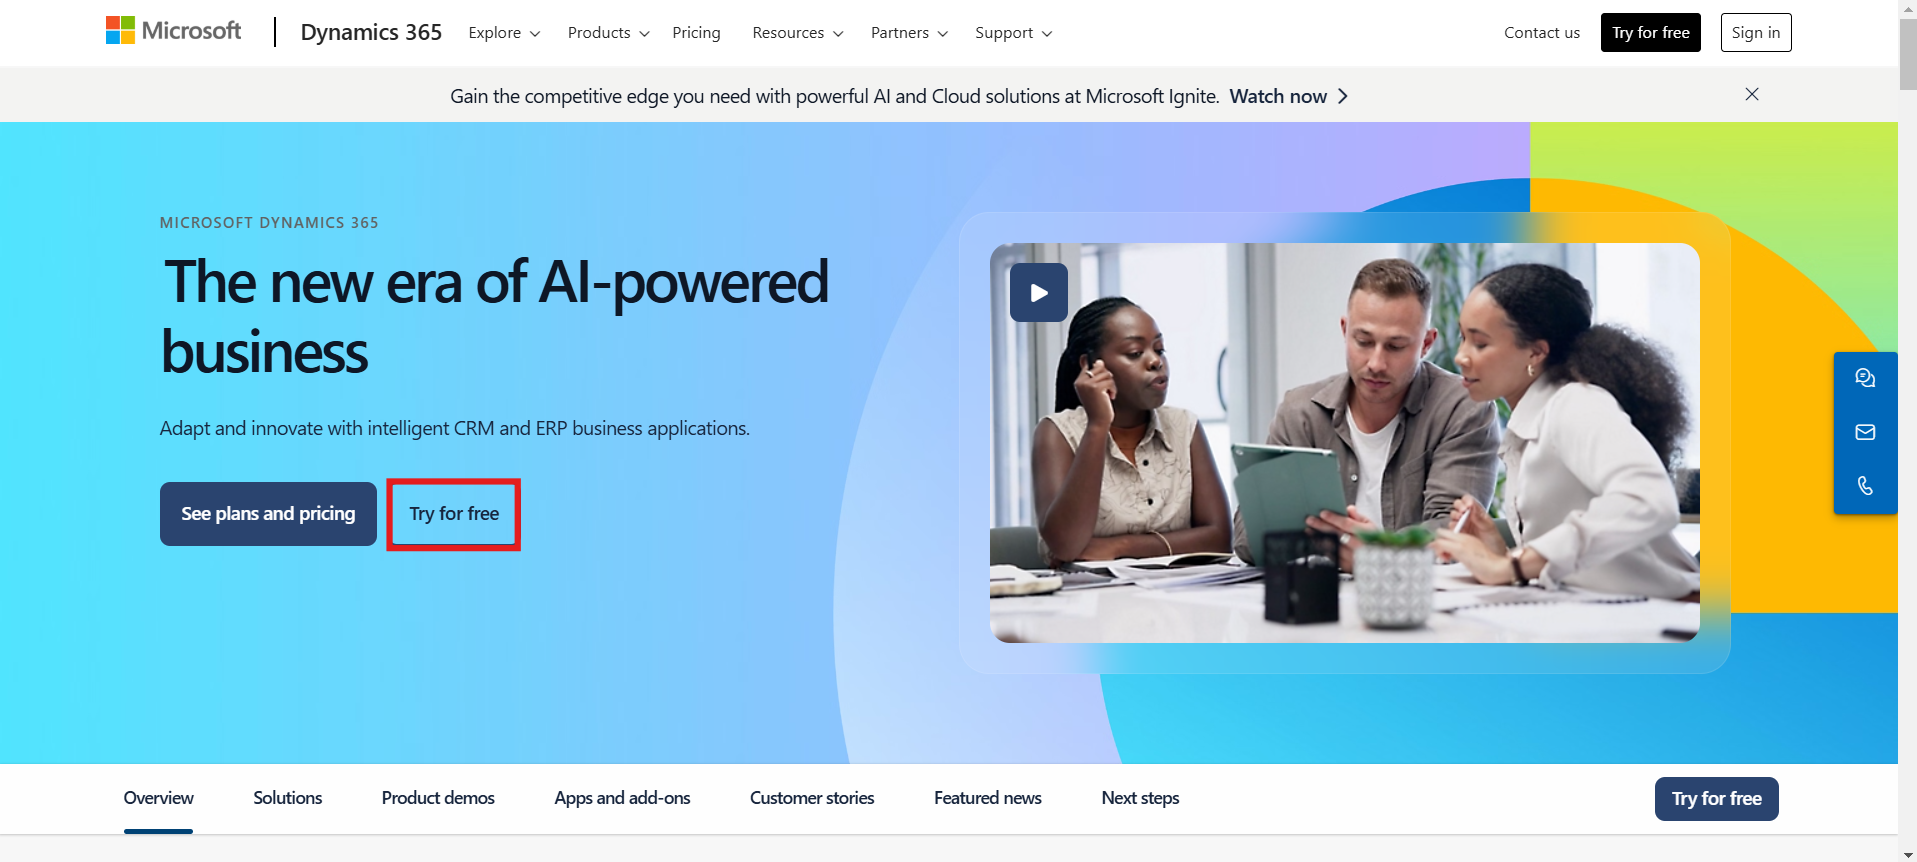 Microsoft
Dynamics 365
Explore
Products
Pricing
Resources
Partners
Support
Contact us
Try for free
Sign in
Gain the competitive edge you need with powerful AI and Cloud solutions at Microsoft Ignite. Watch now
MICROSOFT DYNAMICS 365
The new era of AI-powered
business
Adapt and innovate with intelligent CRM and ERP business applications.
See plans and pricing
Try for free
Overview
Solutions
Product demos
Apps and add-ons
Customer stories
Featured news
Next steps
Try for free